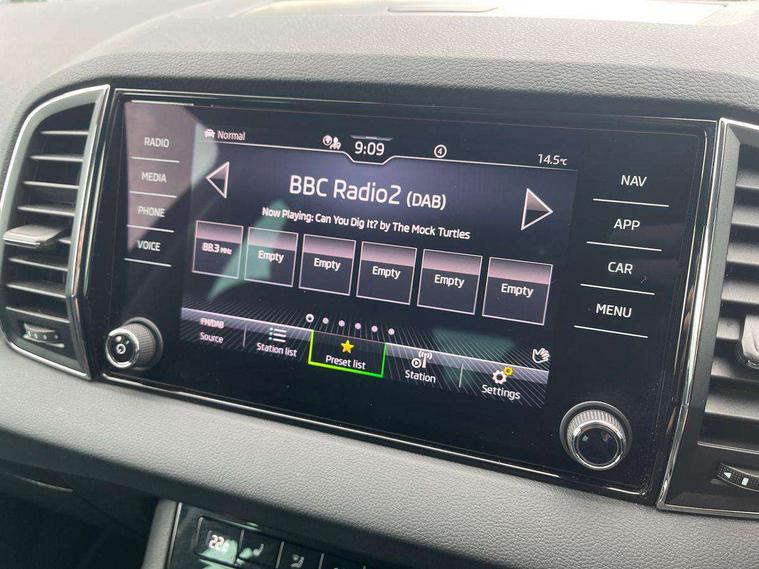 RADIO
MEDIA
PHONE
VOICE
Normal
9:09
4
14.5°C
BBC Radio2 (DAB)
Now Playing: Can You Dig It? by The Mock Turtles
88.3 MHz
Empty
Empty
Empty
Empty
Empty
FM/DAB
Source
Station list
Preset list
Station
Settings
NAV
APP
CAR
MENU